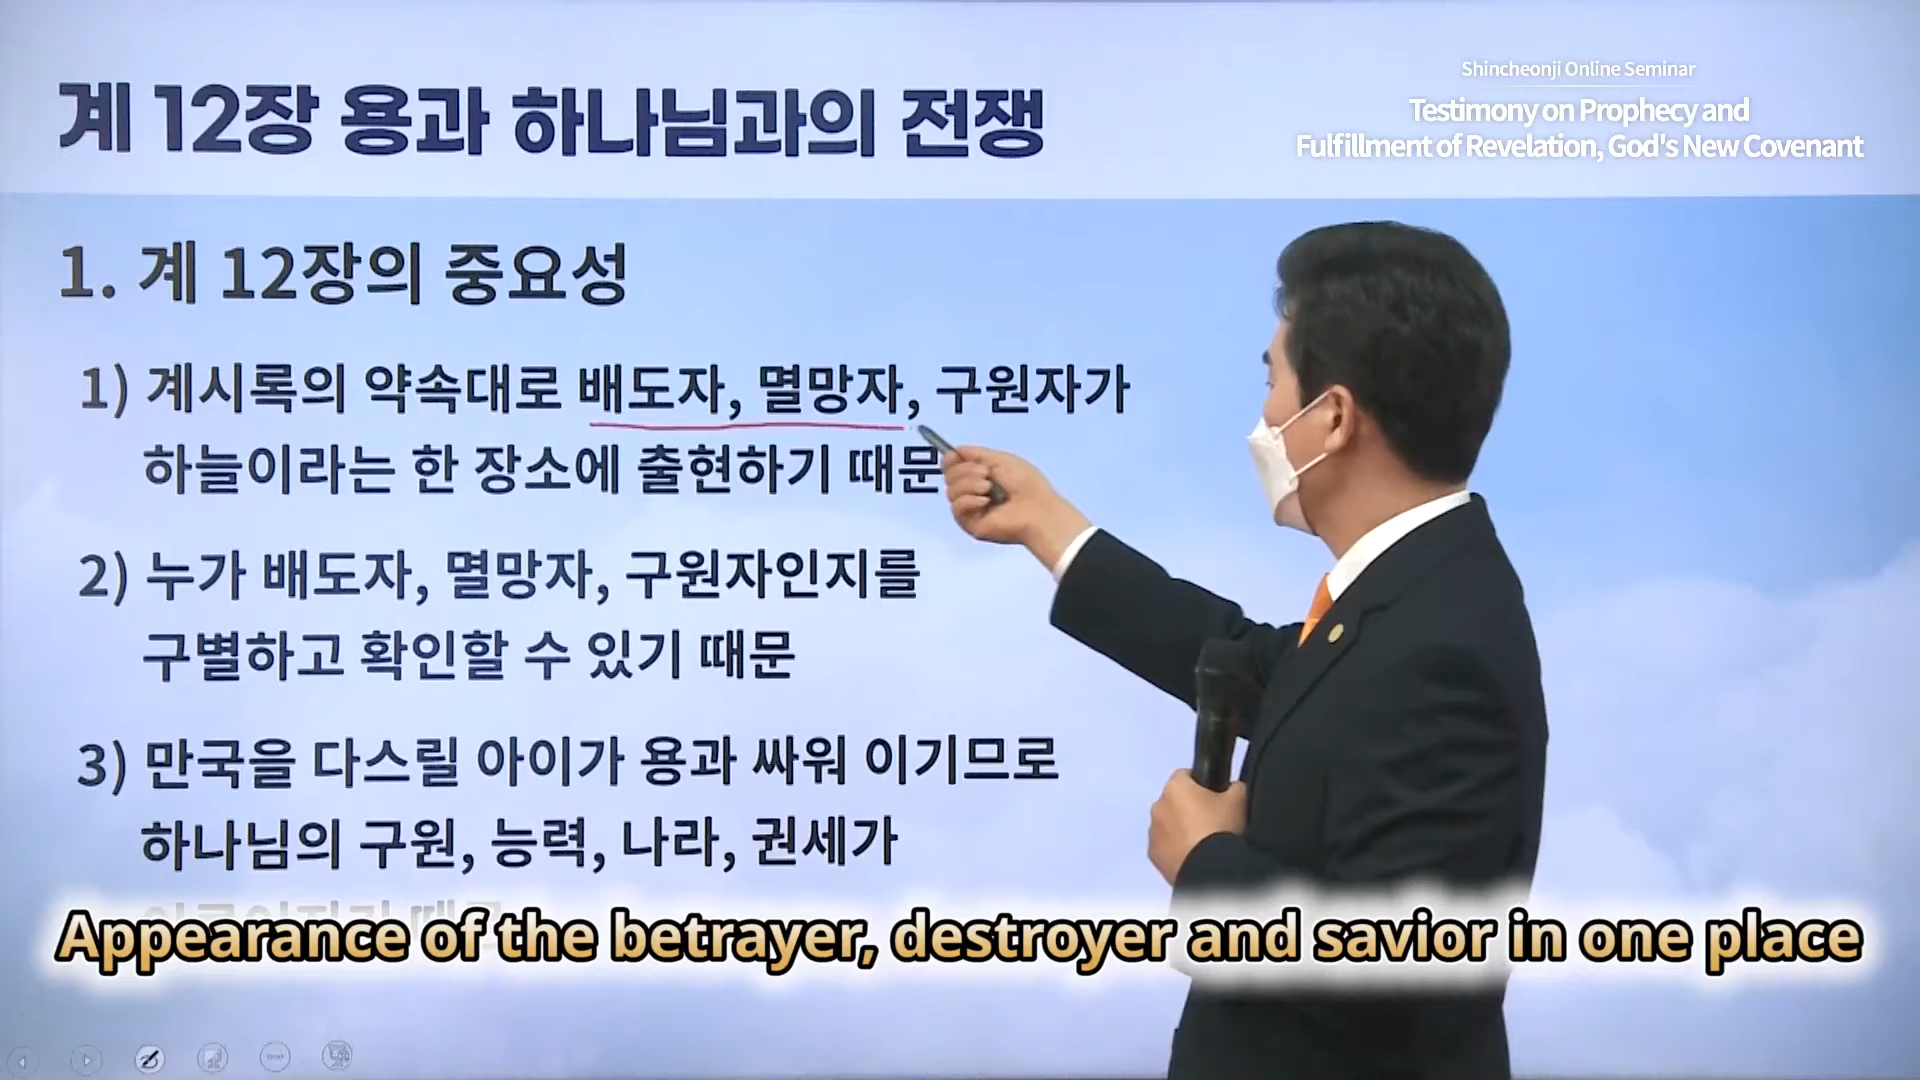 계 12장 용과 하나님과의 전쟁
Shincheonji Online Seminar
Testimony on Prophecy and
Fulfillment of Revelation, God's New Covenant
1. 계 12장의 중요성
1) 계시록의 약속대로 배도자, 멸망자, 구원자가
하늘이라는 한 장소에 출현하기 때문
2) 누가 배도자, 멸망자, 구원자인지를
구별하고 확인할 수 있기 때문
3) 만국을 다스릴 아이가 용과 싸워 이기므로
하나님의 구원, 능력, 나라, 권세가
Appearance of the betrayer, destroyer and savior in one place